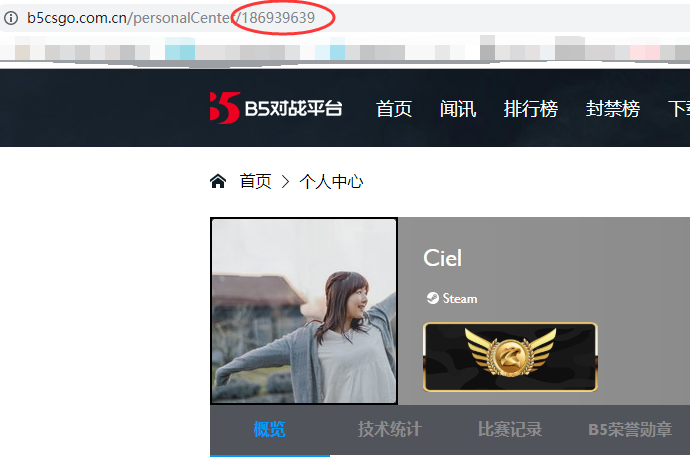 b5csgo.com.cn/personalCenter/186939639
B5对战平台 首页 闻讯 排行榜 封禁榜 下载
首页 > 个人中心
Ciel
Steam
概览 技术统计 比赛记录 B5荣誉勋章